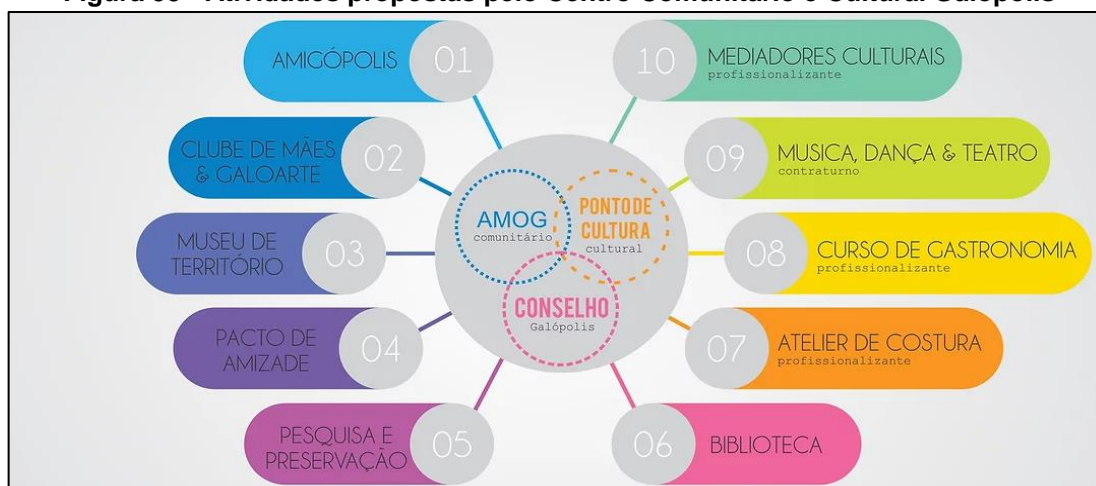 Figura 53 - Atividades propostas pelo Centro Comunitário e Cultural Galópolis
AMIGÓPOLIS 01
CLUBE DE MÃES
& GALOARTE
02
MUSEU DE
TERRITÓRIO
03
PACTO DE
AMIZADE
04
PESQUISA E
PRESERVAÇÃO
05
AMOG
comunitário
PONTO DE
CULTURA
cultural
CONSELHO
Galópolis
10 MEDIADORES CULTURAIS
profissionalizante
09 MUSICA, DANÇA & TEATRO
contraturno
08 CURSO DE GASTRONOMIA
profissionalizante
07 ATELIER DE COSTURA
profissionalizante
06 BIBLIOTECA